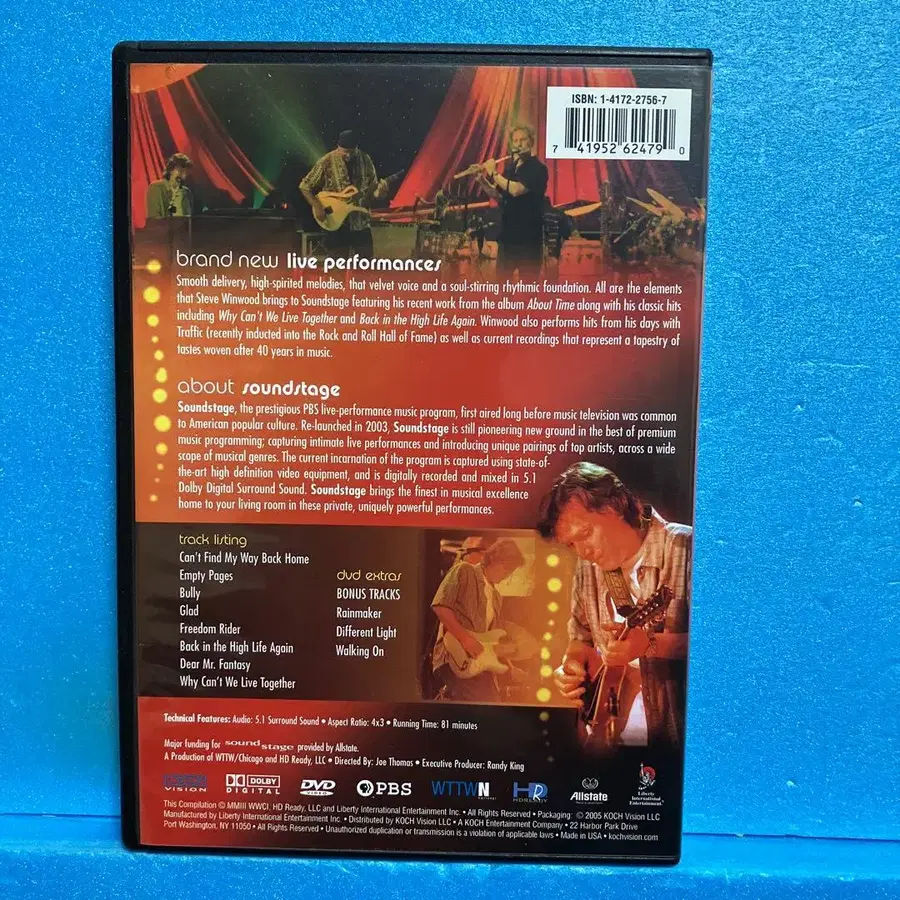 ISBN: 1-4172-2756-7
7 41952 62479 0
brand new live performances
Smooth delivery, high-spirited melodies, that velvet voice and a soul-stirring rhythmic foundation. All are the elements
that Steve Winwood brings to Soundstage featuring his recent work from the album About Time along with his classic hits
including Why Can't We Live Together and Back in the High Life Again. Winwood also performs hits from his days with
Traffic (recently inducted into the Rock and Roll Hall of Fame) as well as current recordings that represent a tapestry of
tastes woven after 40 years in music.
about soundstage
Soundstage, the prestigious PBS live-performance music program, first aired long before music television was common
to American popular culture. Re-launched in 2003, Soundstage is still pioneering new ground in the best of premium
music programming; capturing intimate live performances and introducing unique pairings of top artists, across a wide
scope of musical genres. The current incarnation of the program is captured using state-of-
the-art high definition video equipment, and is digitally recorded and mixed in 5.1
Dolby Digital Surround Sound. Soundstage brings the finest in musical excellence
home to your living room in these private, uniquely powerful performances.
track listing
Can't Find My Way Back Home
Empty Pages
Bully
Glad
Freedom Rider
Back in the High Life Again
Dear Mr. Fantasy
Why Can't We Live Together
dvd extras
BONUS TRACKS
Rainmaker
Different Light
Walking On
Technical Features: Audio: 5.1 Surround Sound • Aspect Ratio: 4x3 • Running Time: 81 minutes
Major funding for soundstage provided by Allstate.
A Production of WTTW/Chicago and HD Ready, LLC • Directed By: Joe Thomas • Executive Producer: Randy King
KOCH VISION
DOLBY DIGITAL
DVD VIDEO
PBS
WTTWN
HD HDREADY
Allstate
Liberty International Entertainment
This Compilation © MMIII WWCI, HD Ready, LLC and Liberty International Entertainment Inc. • All Rights Reserved • Packaging: © 2005 KOCH Vision LLC
Manufactured by Liberty International Entertainment Inc. • Distributed by KOCH Vision LLC • A KOCH Entertainment Company • 22 Harbor Park Drive
Port Washington, NY 11050 • All Rights Reserved • Unauthorized duplication or transmission is a violation of applicable laws • Made in USA • kochvision.com